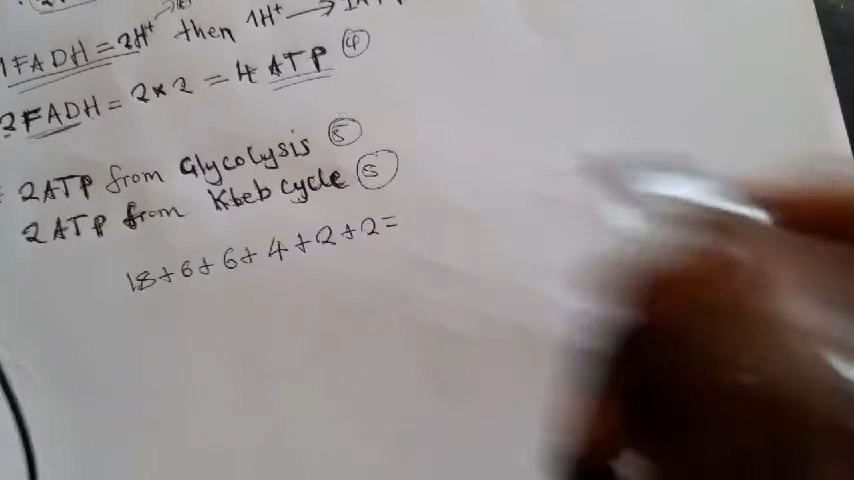 1FADH = 2H⁺ then 1H⁺ →
2FADH = 2×2 = 4 ATP ④
2ATP from Glycolysis ⑤
2ATP from Kbeb cycle ⑤
18+6+6+4+2+2=